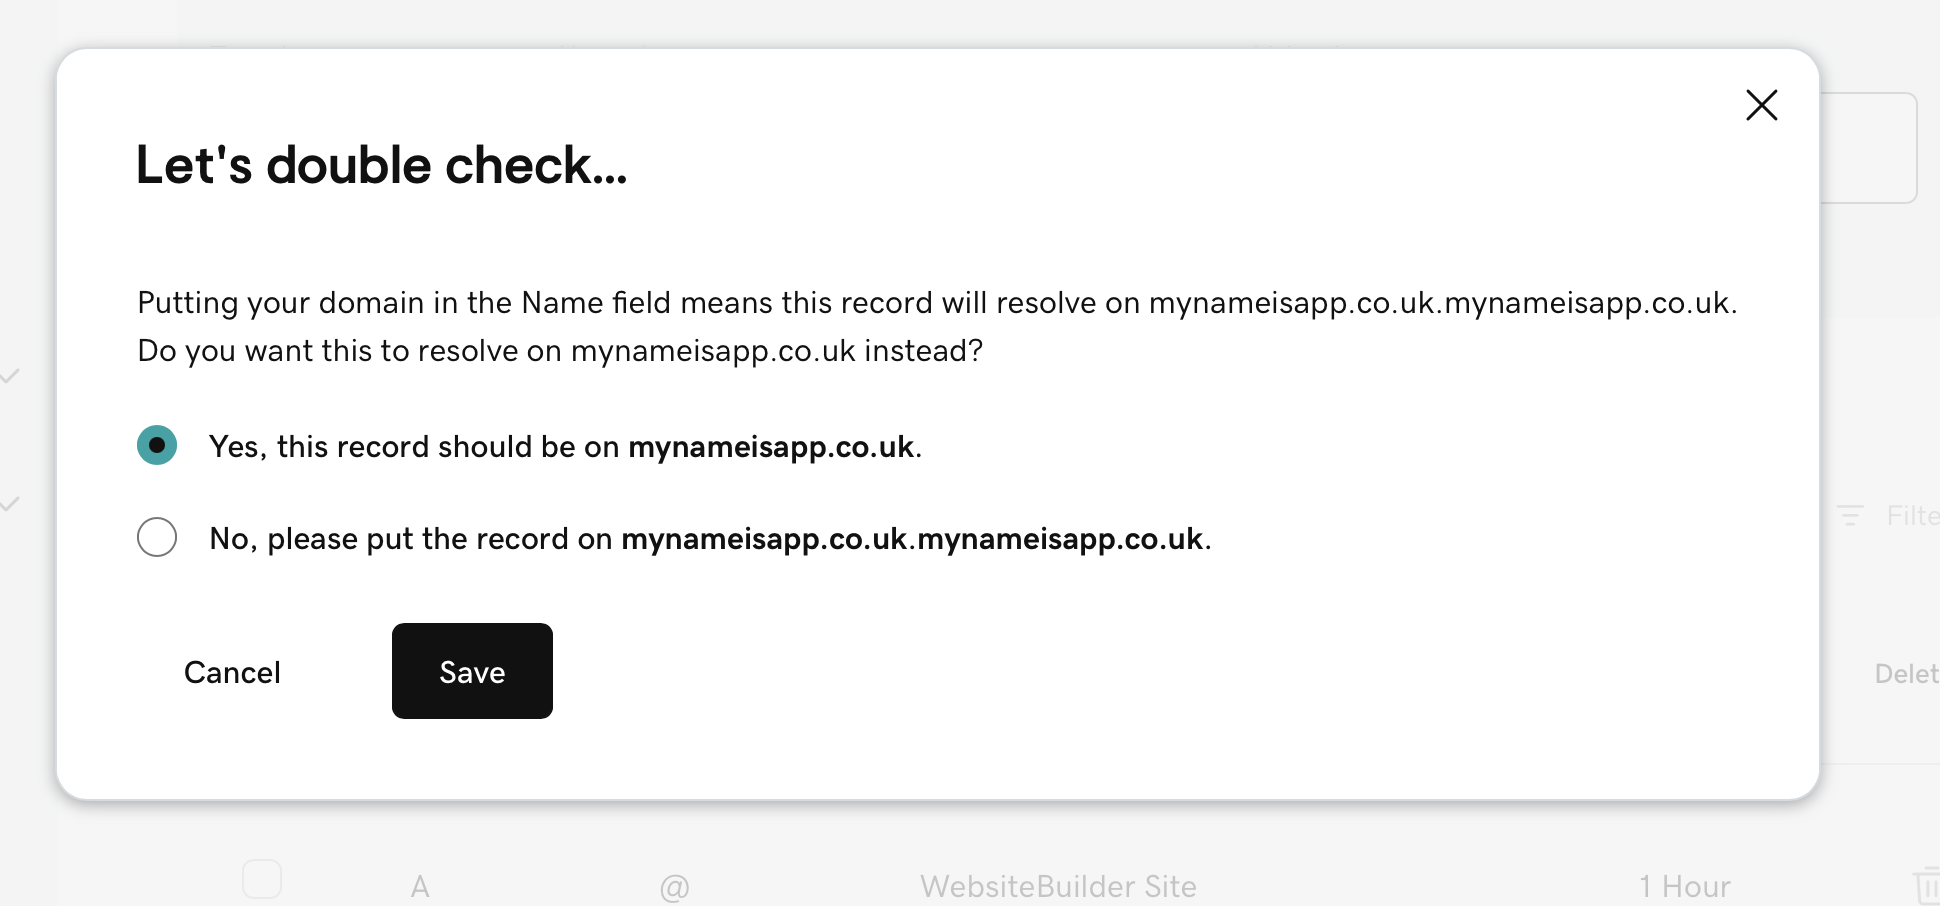 Let's double check...
Putting your domain in the Name field means this record will resolve on mynameisapp.co.uk.mynameisapp.co.uk.
Do you want this to resolve on mynameisapp.co.uk instead?
Yes, this record should be on mynameisapp.co.uk.
No, please put the record on mynameisapp.co.uk.mynameisapp.co.uk.
Filte
Cancel
Save
Delet
A
@
WebsiteBuilder Site
1 Hour